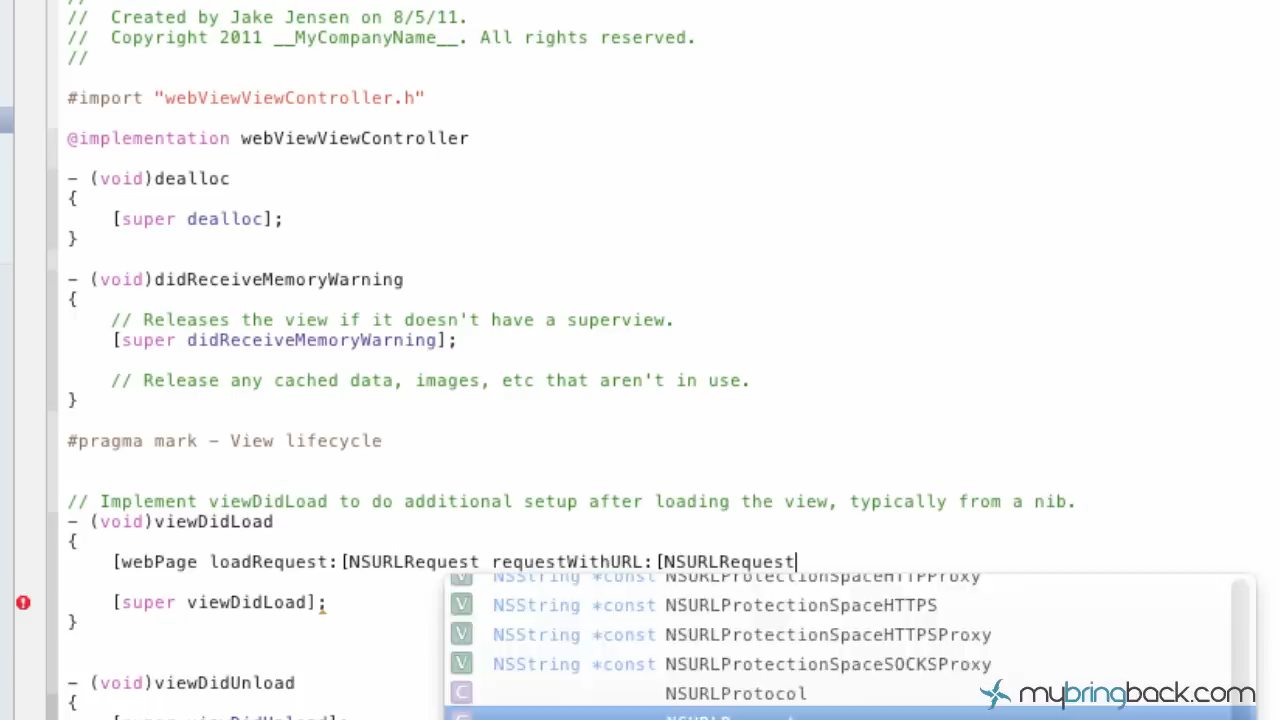 //
//  Created by Jake Jensen on 8/5/11.
//  Copyright 2011 __MyCompanyName__. All rights reserved.
//
#import "webViewViewController.h"
@implementation webViewViewController
- (void)dealloc
{
[super dealloc];
}
- (void)didReceiveMemoryWarning
{
// Releases the view if it doesn't have a superview.
[super didReceiveMemoryWarning];
// Release any cached data, images, etc that aren't in use.
}
#pragma mark - View lifecycle
// Implement viewDidLoad to do additional setup after loading the view, typically from a nib.
- (void)viewDidLoad
{
[webPage loadRequest:[NSURLRequest requestWithURL:[NSURLRequest
V NSString *const NSURLProtectionSpaceHTTPProxy
V NSString *const NSURLProtectionSpaceHTTPS
[super viewDidLoad];
}
V NSString *const NSURLProtectionSpaceHTTPSProxy
V NSString *const NSURLProtectionSpaceSOCKSProxy
C NSURLProtocol
- (void)viewDidUnload
{
mybringback.com